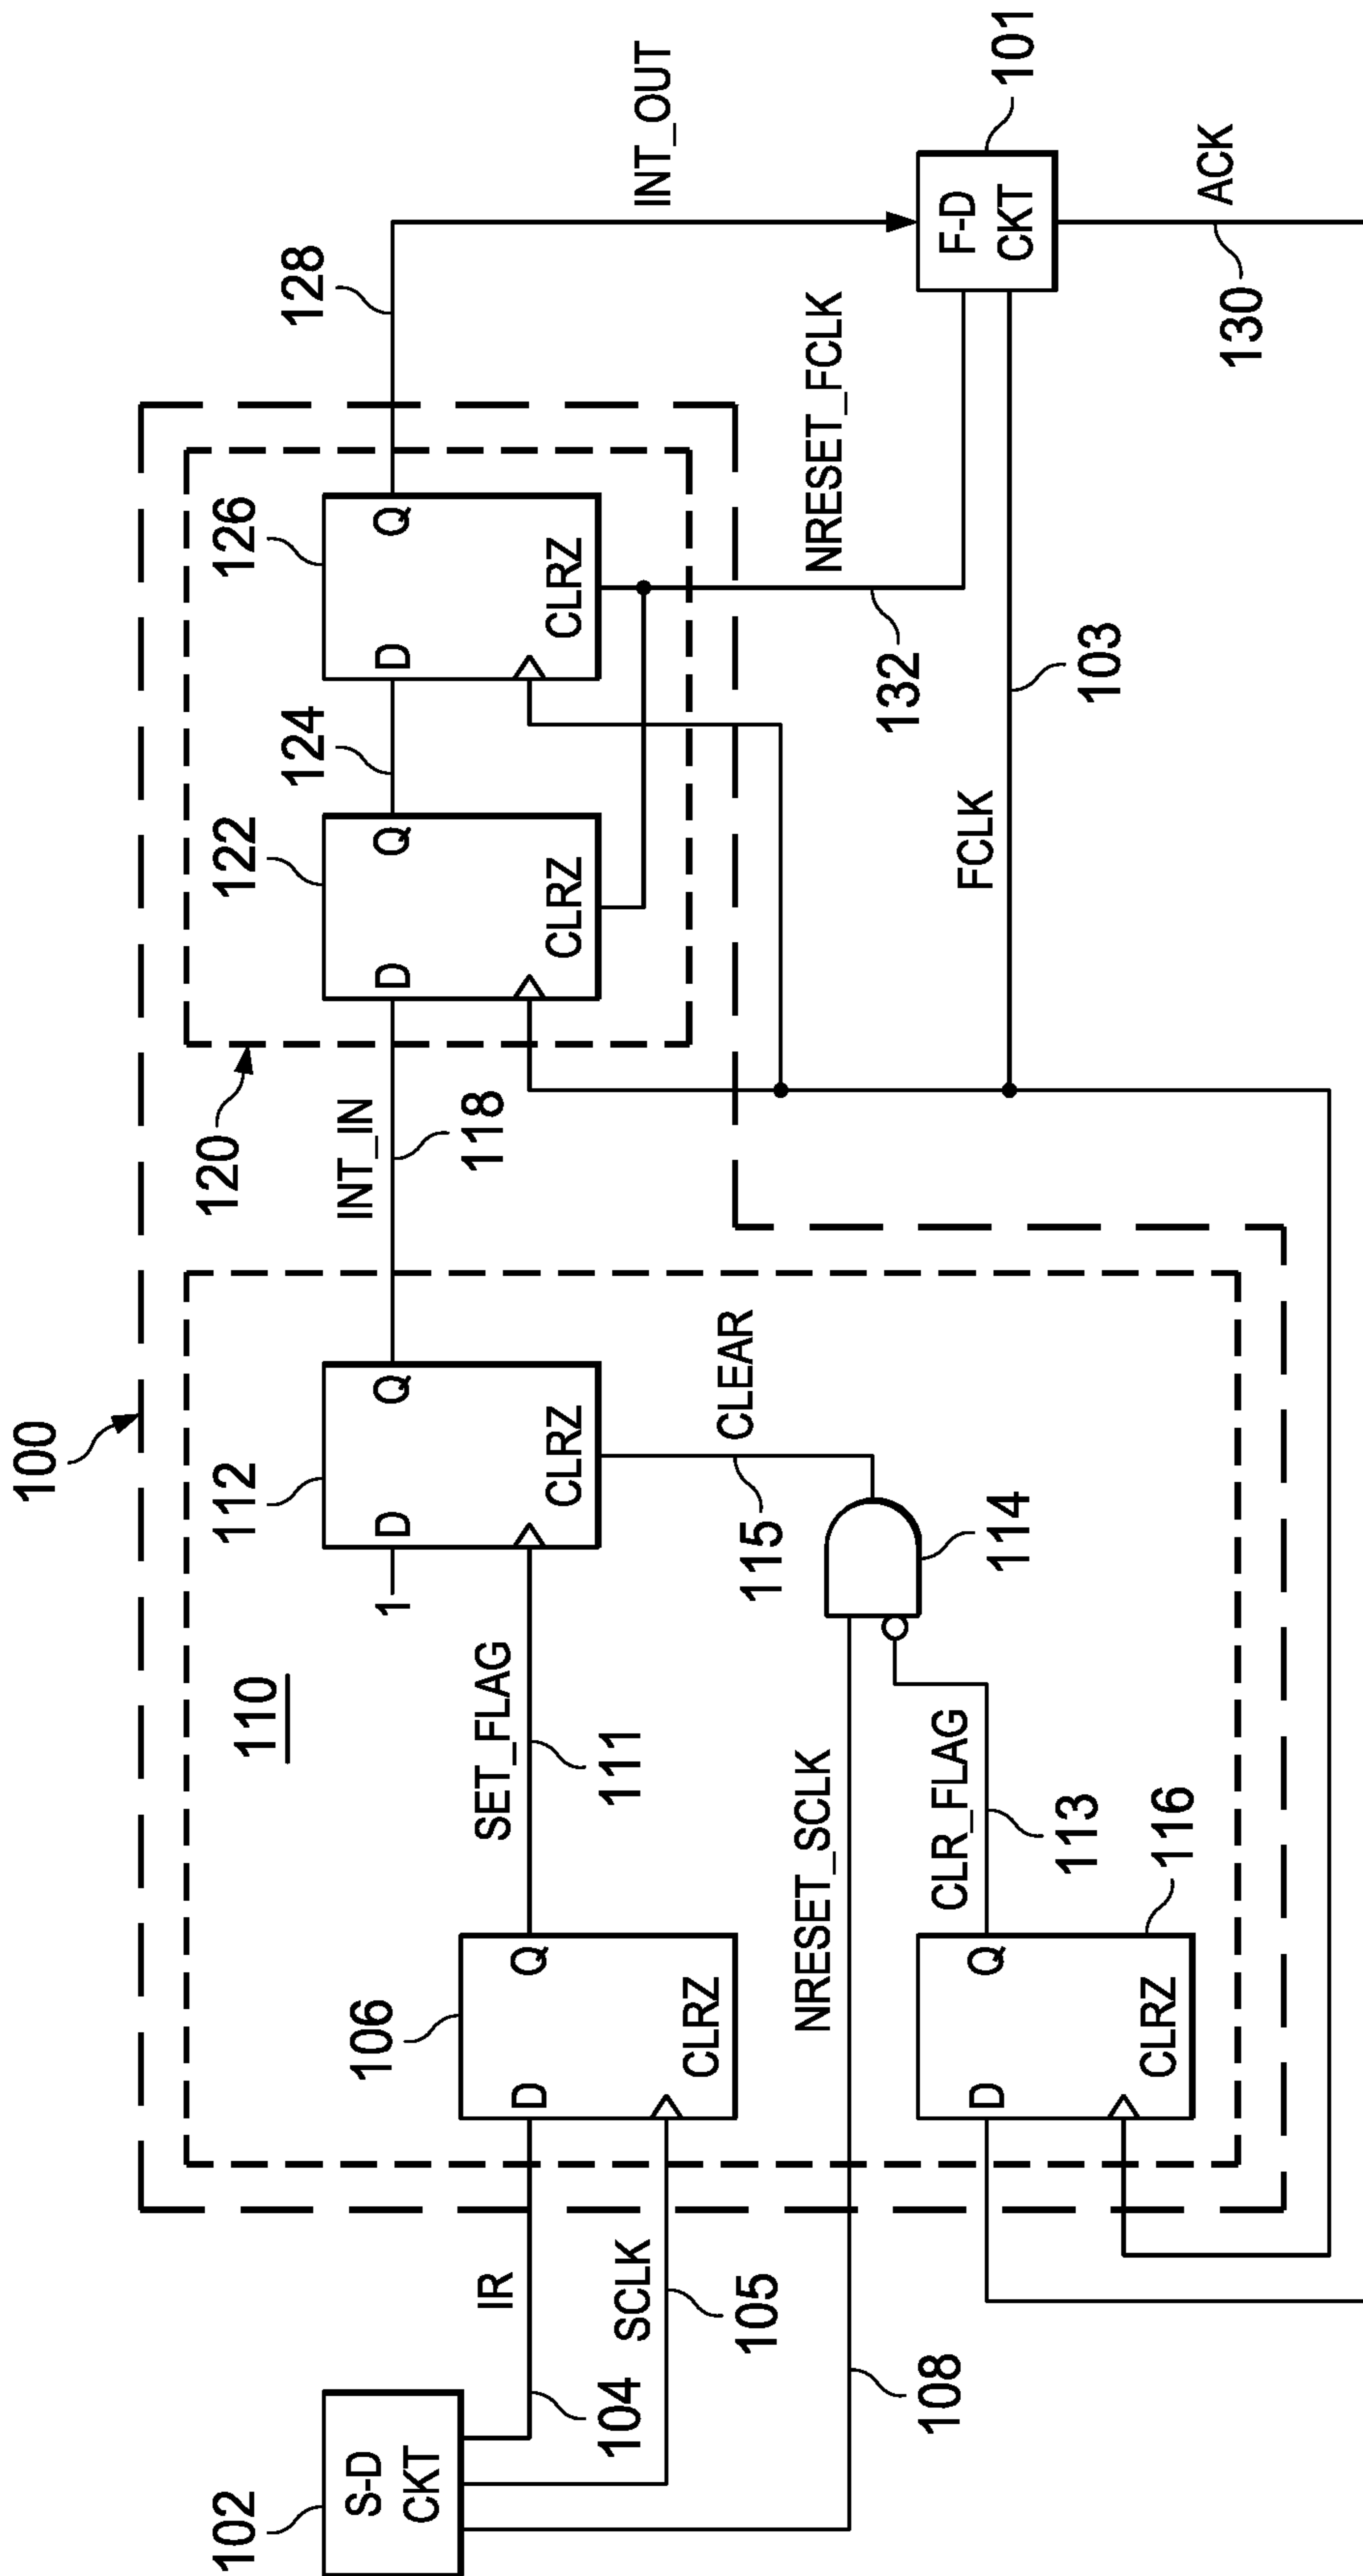 100
102
S-D
CKT
IR
104
SCLK
105
108
110
106
D
Q
CLRZ
SET_FLAG
111
112
1
D
Q
CLRZ
CLEAR
115
114
NRESET_SCLK
CLR_FLAG
113
116
D
Q
CLRZ
INT_IN
118
120
122
D
Q
CLRZ
124
126
D
Q
CLRZ
128
INT_OUT
NRESET_FCLK
132
FCLK
103
F-D
CKT
101
ACK
130